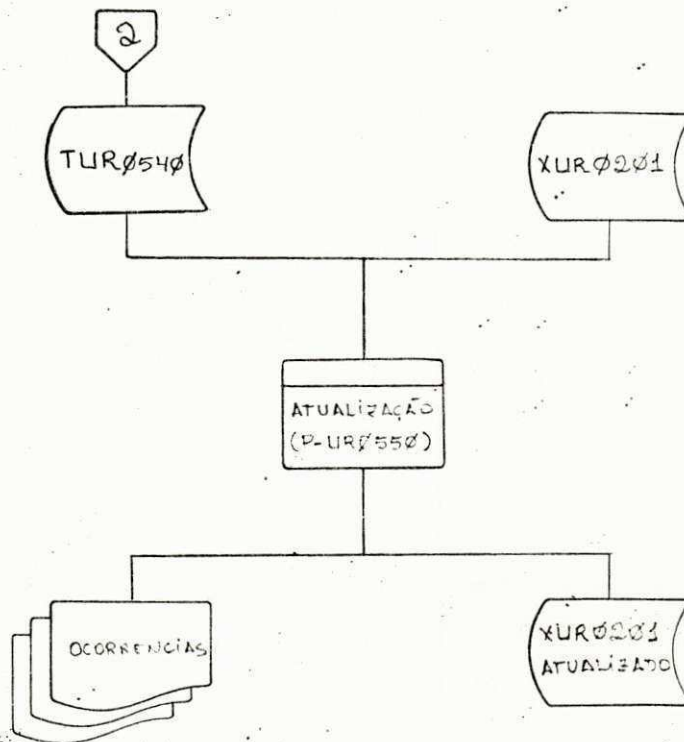 2
TURØ54Ø
XURØ2Ø1
ATUALIZAÇÃO
(P-URØ55Ø)
OCORRENCIAS
XURØ2Ø1
ATUALIZADO